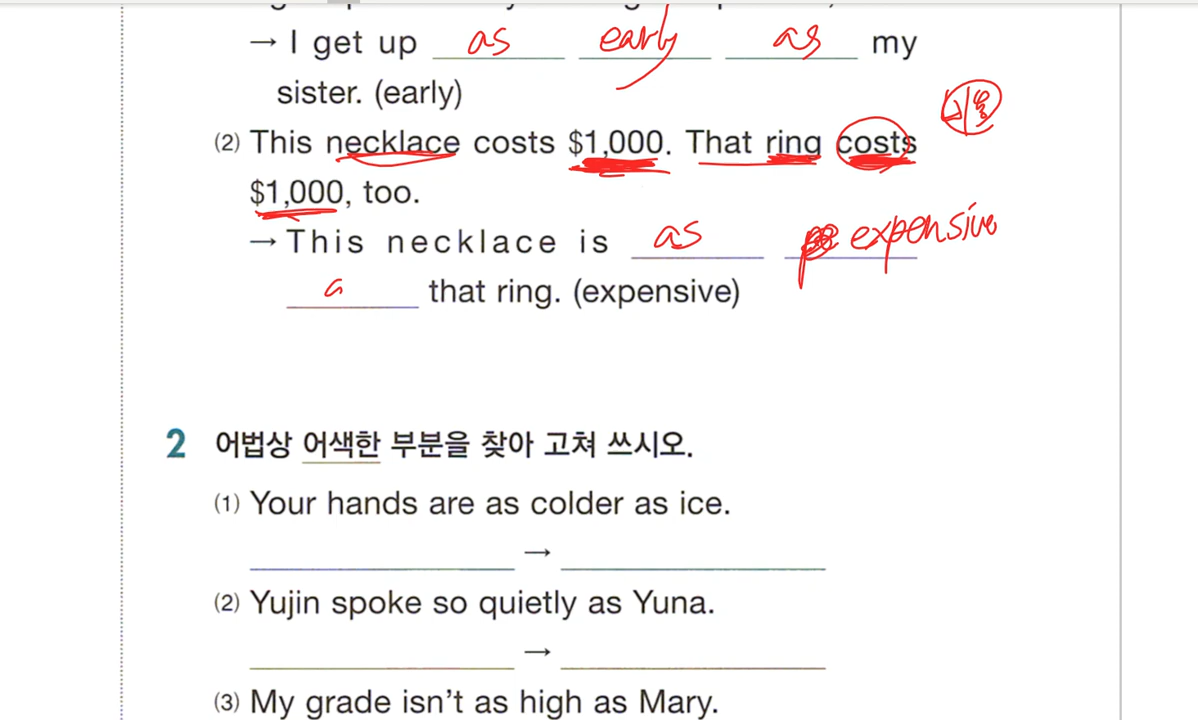 → I get up as early as my
sister. (early)
(2) This necklace costs $1,000. That ring costs
$1,000, too.
→ This necklace is as expensive
a that ring. (expensive)
2 어법상 어색한 부분을 찾아 고쳐 쓰시오.
(1) Your hands are as colder as ice.
→
(2) Yujin spoke so quietly as Yuna.
→
(3) My grade isn't as high as Mary.